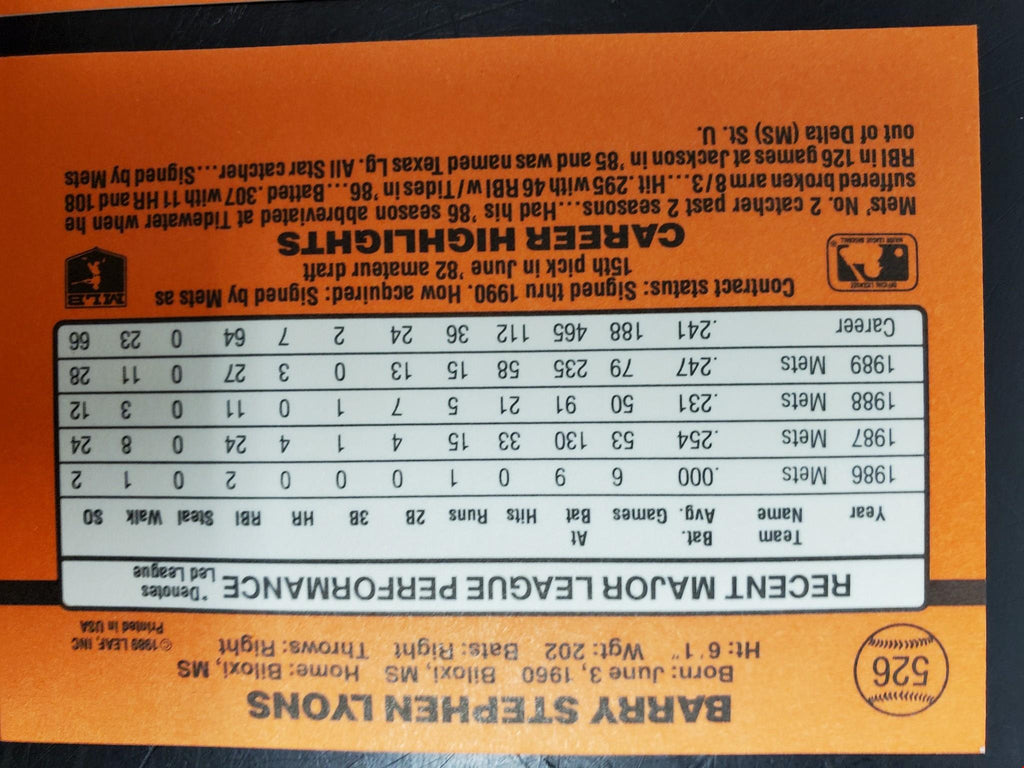 526
BARRY STEPHEN LYONS
Born: June 3, 1960 Biloxi, MS Home: Biloxi, MS
Ht: 6'1" Wgt: 202 Bats: Right Throws: Right
© 1989 LEAF, INC
Printed in USA
RECENT MAJOR LEAGUE PERFORMANCE *Denotes Led League
Year Team Name Bat. Avg. Games At Bat Hits Runs 2B 3B HR RBI Steal Walk SO
1986 Mets .000 6 9 0 1 0 0 0 2 0 1 2
1987 Mets .254 53 130 33 15 4 1 4 24 0 8 24
1988 Mets .231 50 91 21 5 7 1 0 11 0 3 12
1989 Mets .247 79 235 58 15 13 0 3 27 0 11 28
Career .241 188 465 112 36 24 2 7 64 0 23 66
Contract status: Signed thru 1990. How acquired: Signed by Mets as
15th pick in June '82 amateur draft
OFFICIAL LICENSEE
MAJOR LEAGUE BASEBALL
MLB
CAREER HIGHLIGHTS
Mets' No. 2 catcher past 2 seasons...Had his '86 season abbreviated at Tidewater when he
suffered broken arm 8/3...Hit .295 with 46 RBI w/Tides in '86...Batted .307 with 11 HR and 108
RBI in 126 games at Jackson in '85 and was named Texas Lg. All Star catcher...Signed by Mets
out of Delta (MS) St. U.